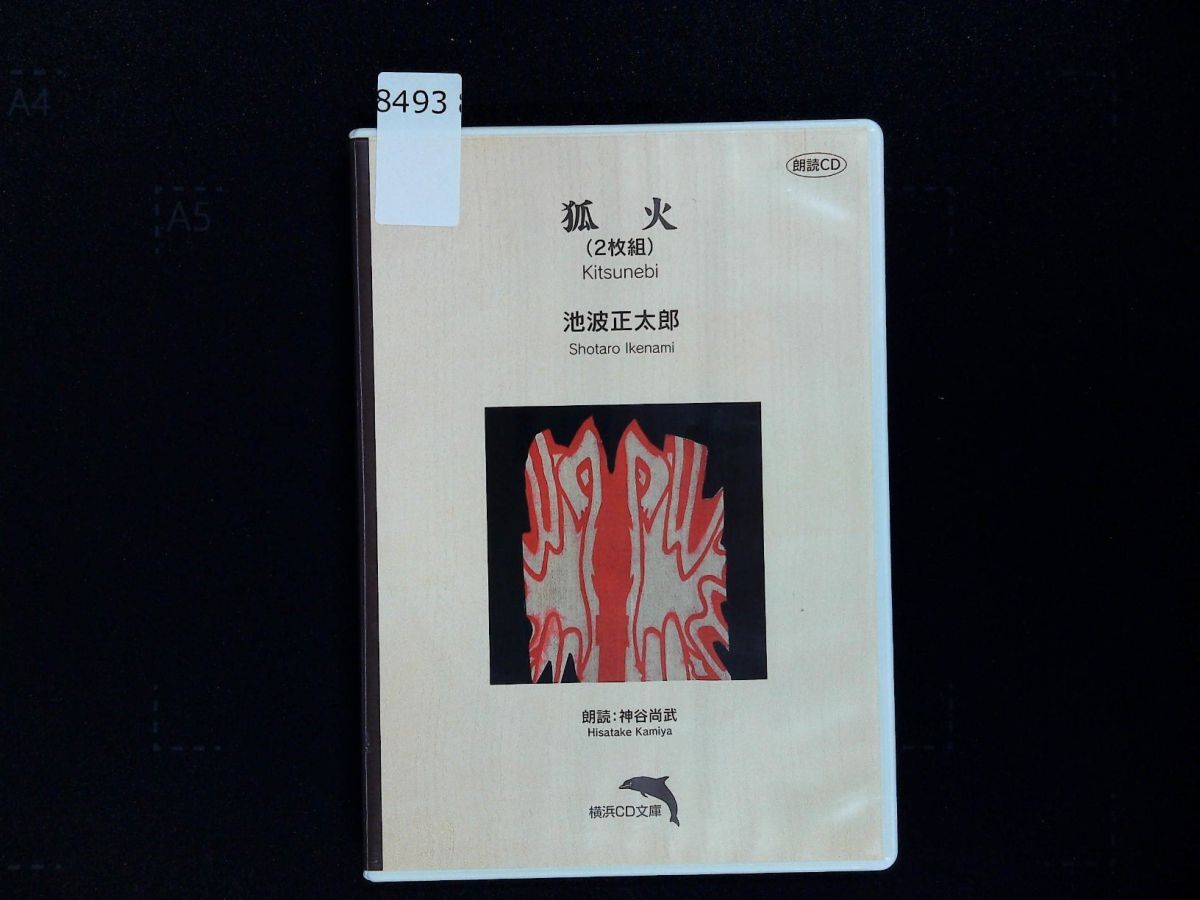 A4
A5
8493
朗読CD
狐 火
(2枚組)
Kitsunebi
池波正太郎
Shotaro Ikenami
朗読:神谷尚武
Hisatake Kamiya
横浜CD文庫